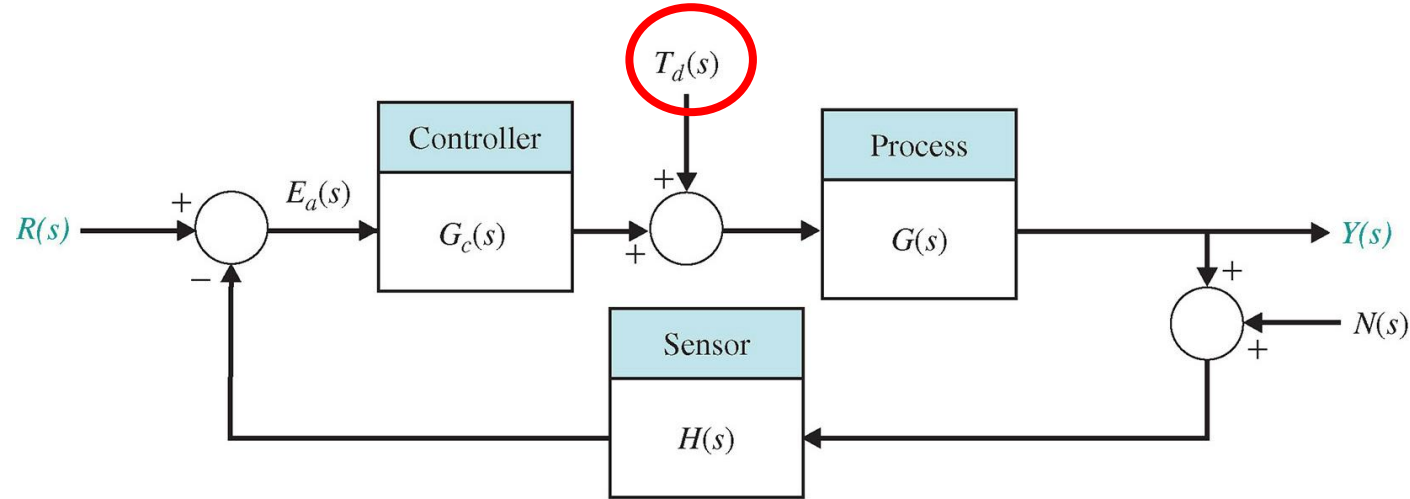 T_d(s)
Controller
Process
+
+
E_a(s)
R(s)
G_c(s)
+
G(s)
Y(s)
−
+
Sensor
N(s)
+
H(s)